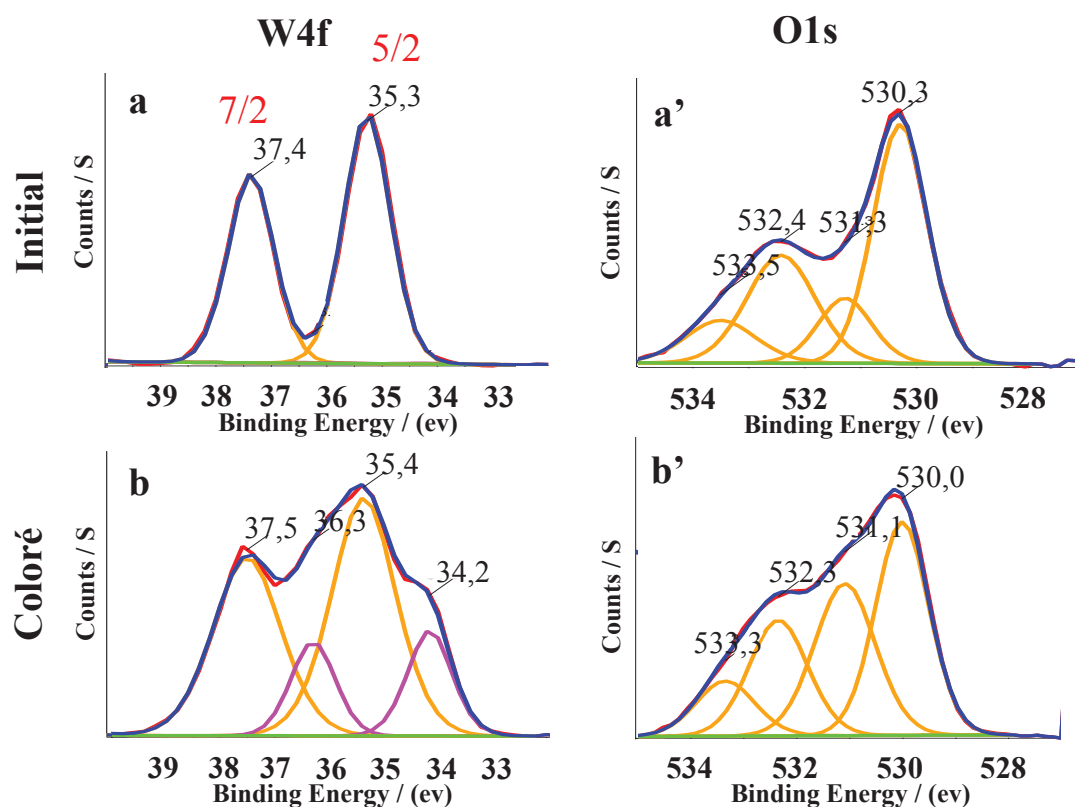 W4f
O1s
Initial
a
7/2
37,4
5/2
35,3
Counts / S
39 38 37 36 35 34 33
Binding Energy / (ev)
a’
530,3
532,4
531,3
533,5
Counts / S
534 532 530 528
Binding Energy / (ev)
Coloré
b
35,4
37,5
36,3
34,2
Counts / S
39 38 37 36 35 34 33
Binding Energy / (ev)
b’
530,0
531,1
532,3
533,3
Counts / S
534 532 530 528
Binding Energy / (ev)